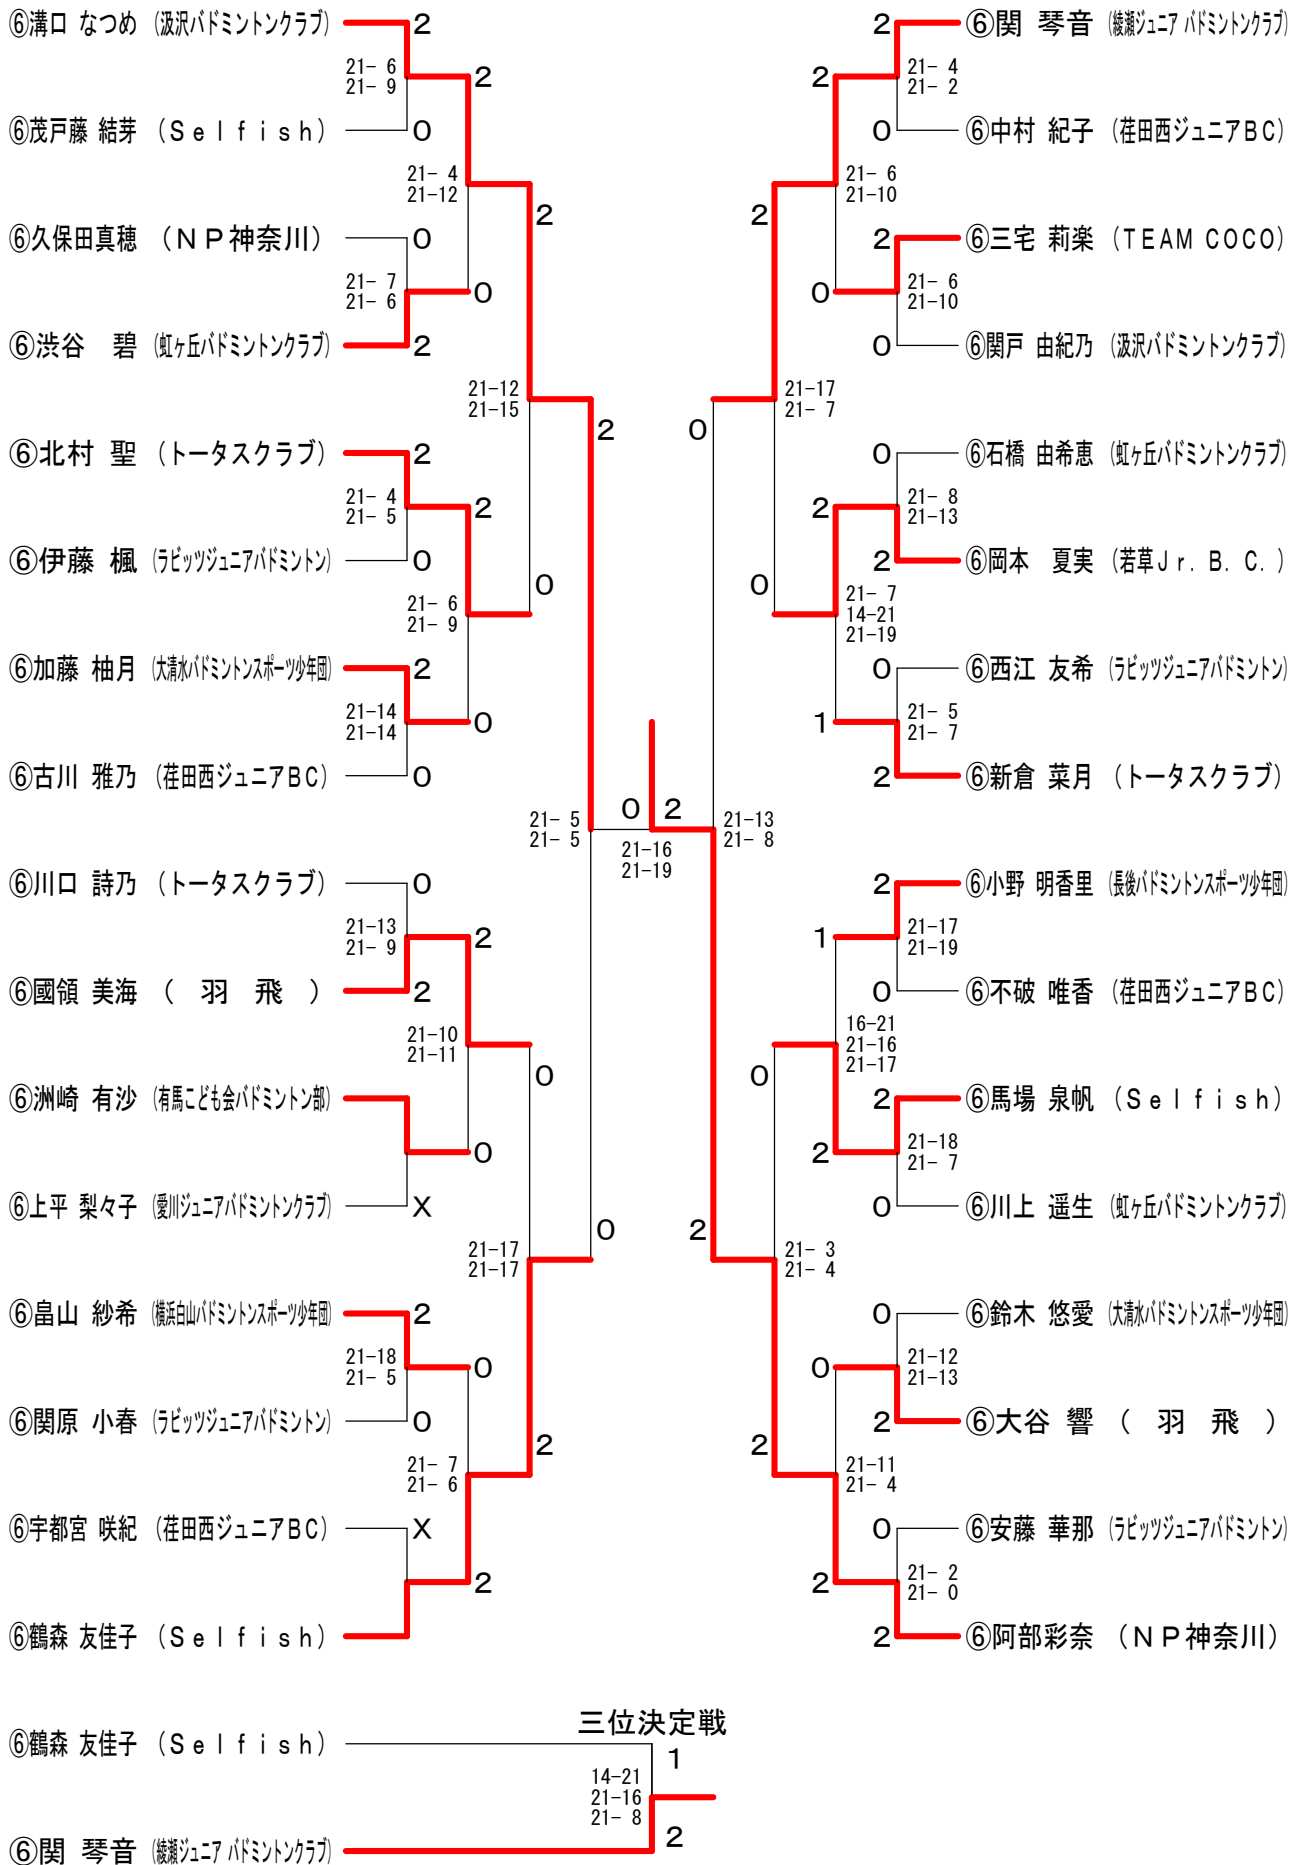 ⑥溝口 なつめ (汲沢バドミントンクラブ) 2
21- 6
21- 9
2
⑥茂戸藤 結芽 (Selfish) 0
21- 4
21-12
2
⑥久保田真穂 (NP神奈川) 0
21- 7
21- 6
0
⑥渋谷 碧 (虹ヶ丘バドミントンクラブ) 2
21-12
21-15
2
⑥北村 聖 (トータスクラブ) 2
21- 4
21- 5
2
⑥伊藤 楓 (ラビッツジュニアバドミントン) 0
21- 6
21- 9
0
⑥加藤 柚月 (大清水バドミントンスポーツ少年団) 2
21-14
21-14
0
⑥古川 雅乃 (荏田西ジュニアBC) 0
21- 5
21- 5
⑥川口 詩乃 (トータスクラブ) 0
21-13
21- 9
2
⑥國領 美海 ( 羽 飛 ) 2
21-10
21-11
0
⑥洲崎 有沙 (有馬こども会バドミントン部)
0
⑥上平 梨々子 (愛川ジュニアバドミントンクラブ) X
21-17
21-17
0
⑥畠山 紗希 (横浜白山バドミントンスポーツ少年団) 2
21-18
21- 5
0
⑥関原 小春 (ラビッツジュニアバドミントン) 0
21- 7
21- 6
2
⑥宇都宮 咲紀 (荏田西ジュニアBC) X
2
⑥鶴森 友佳子 (Selfish)
0 2
21-16
21-19
2 ⑥関 琴音 (綾瀬ジュニア バドミントンクラブ)
2
21- 4
21- 2
0 ⑥中村 紀子 (荏田西ジュニアBC)
2
21- 6
21-10
2 ⑥三宅 莉楽 (TEAM COCO)
0
21- 6
21-10
0 ⑥関戸 由紀乃 (汲沢バドミントンクラブ)
0
21-17
21- 7
0 ⑥石橋 由希恵 (虹ヶ丘バドミントンクラブ)
2
21- 8
21-13
2 ⑥岡本 夏実 (若草Jr. B. C. )
0
21- 7
14-21
21-19
0 ⑥西江 友希 (ラビッツジュニアバドミントン)
1
21- 5
21- 7
2 ⑥新倉 菜月 (トータスクラブ)
21-13
21- 8
2 ⑥小野 明香里 (長後バドミントンスポーツ少年団)
1
21-17
21-19
0 ⑥不破 唯香 (荏田西ジュニアBC)
0
16-21
21-16
21-17
2 ⑥馬場 泉帆 (Selfish)
2
21-18
21- 7
0 ⑥川上 遥生 (虹ヶ丘バドミントンクラブ)
2
21- 3
21- 4
0 ⑥鈴木 悠愛 (大清水バドミントンスポーツ少年団)
0
21-12
21-13
2 ⑥大谷 響 ( 羽 飛 )
2
21-11
21- 4
0 ⑥安藤 華那 (ラビッツジュニアバドミントン)
2
21- 2
21- 0
2 ⑥阿部彩奈 (NP神奈川)
三位決定戦
⑥鶴森 友佳子 (Selfish)
1
14-21
21-16
21- 8
2
⑥関 琴音 (綾瀬ジュニア バドミントンクラブ)